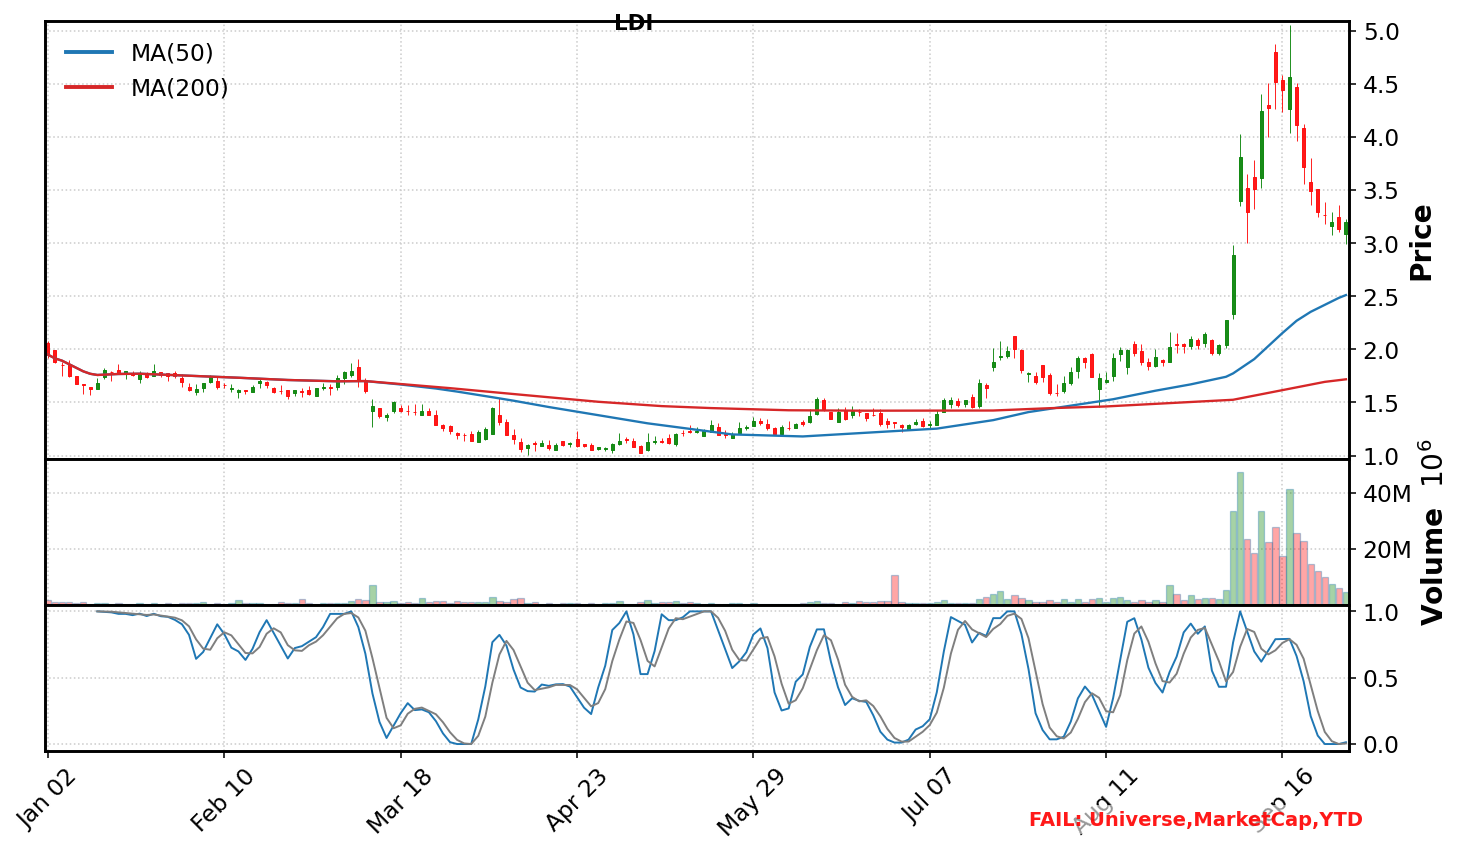 LDI
MA(50)
MA(200)
5.0
4.5
4.0
3.5
3.0
2.5
2.0
1.5
1.0
Price
40M
20M
Volume 10⁶
1.0
0.5
0.0
Jan 02
Feb 10
Mar 18
Apr 23
May 29
Jul 07
Aug 11
Sep 16
FAIL: Universe,MarketCap,YTD